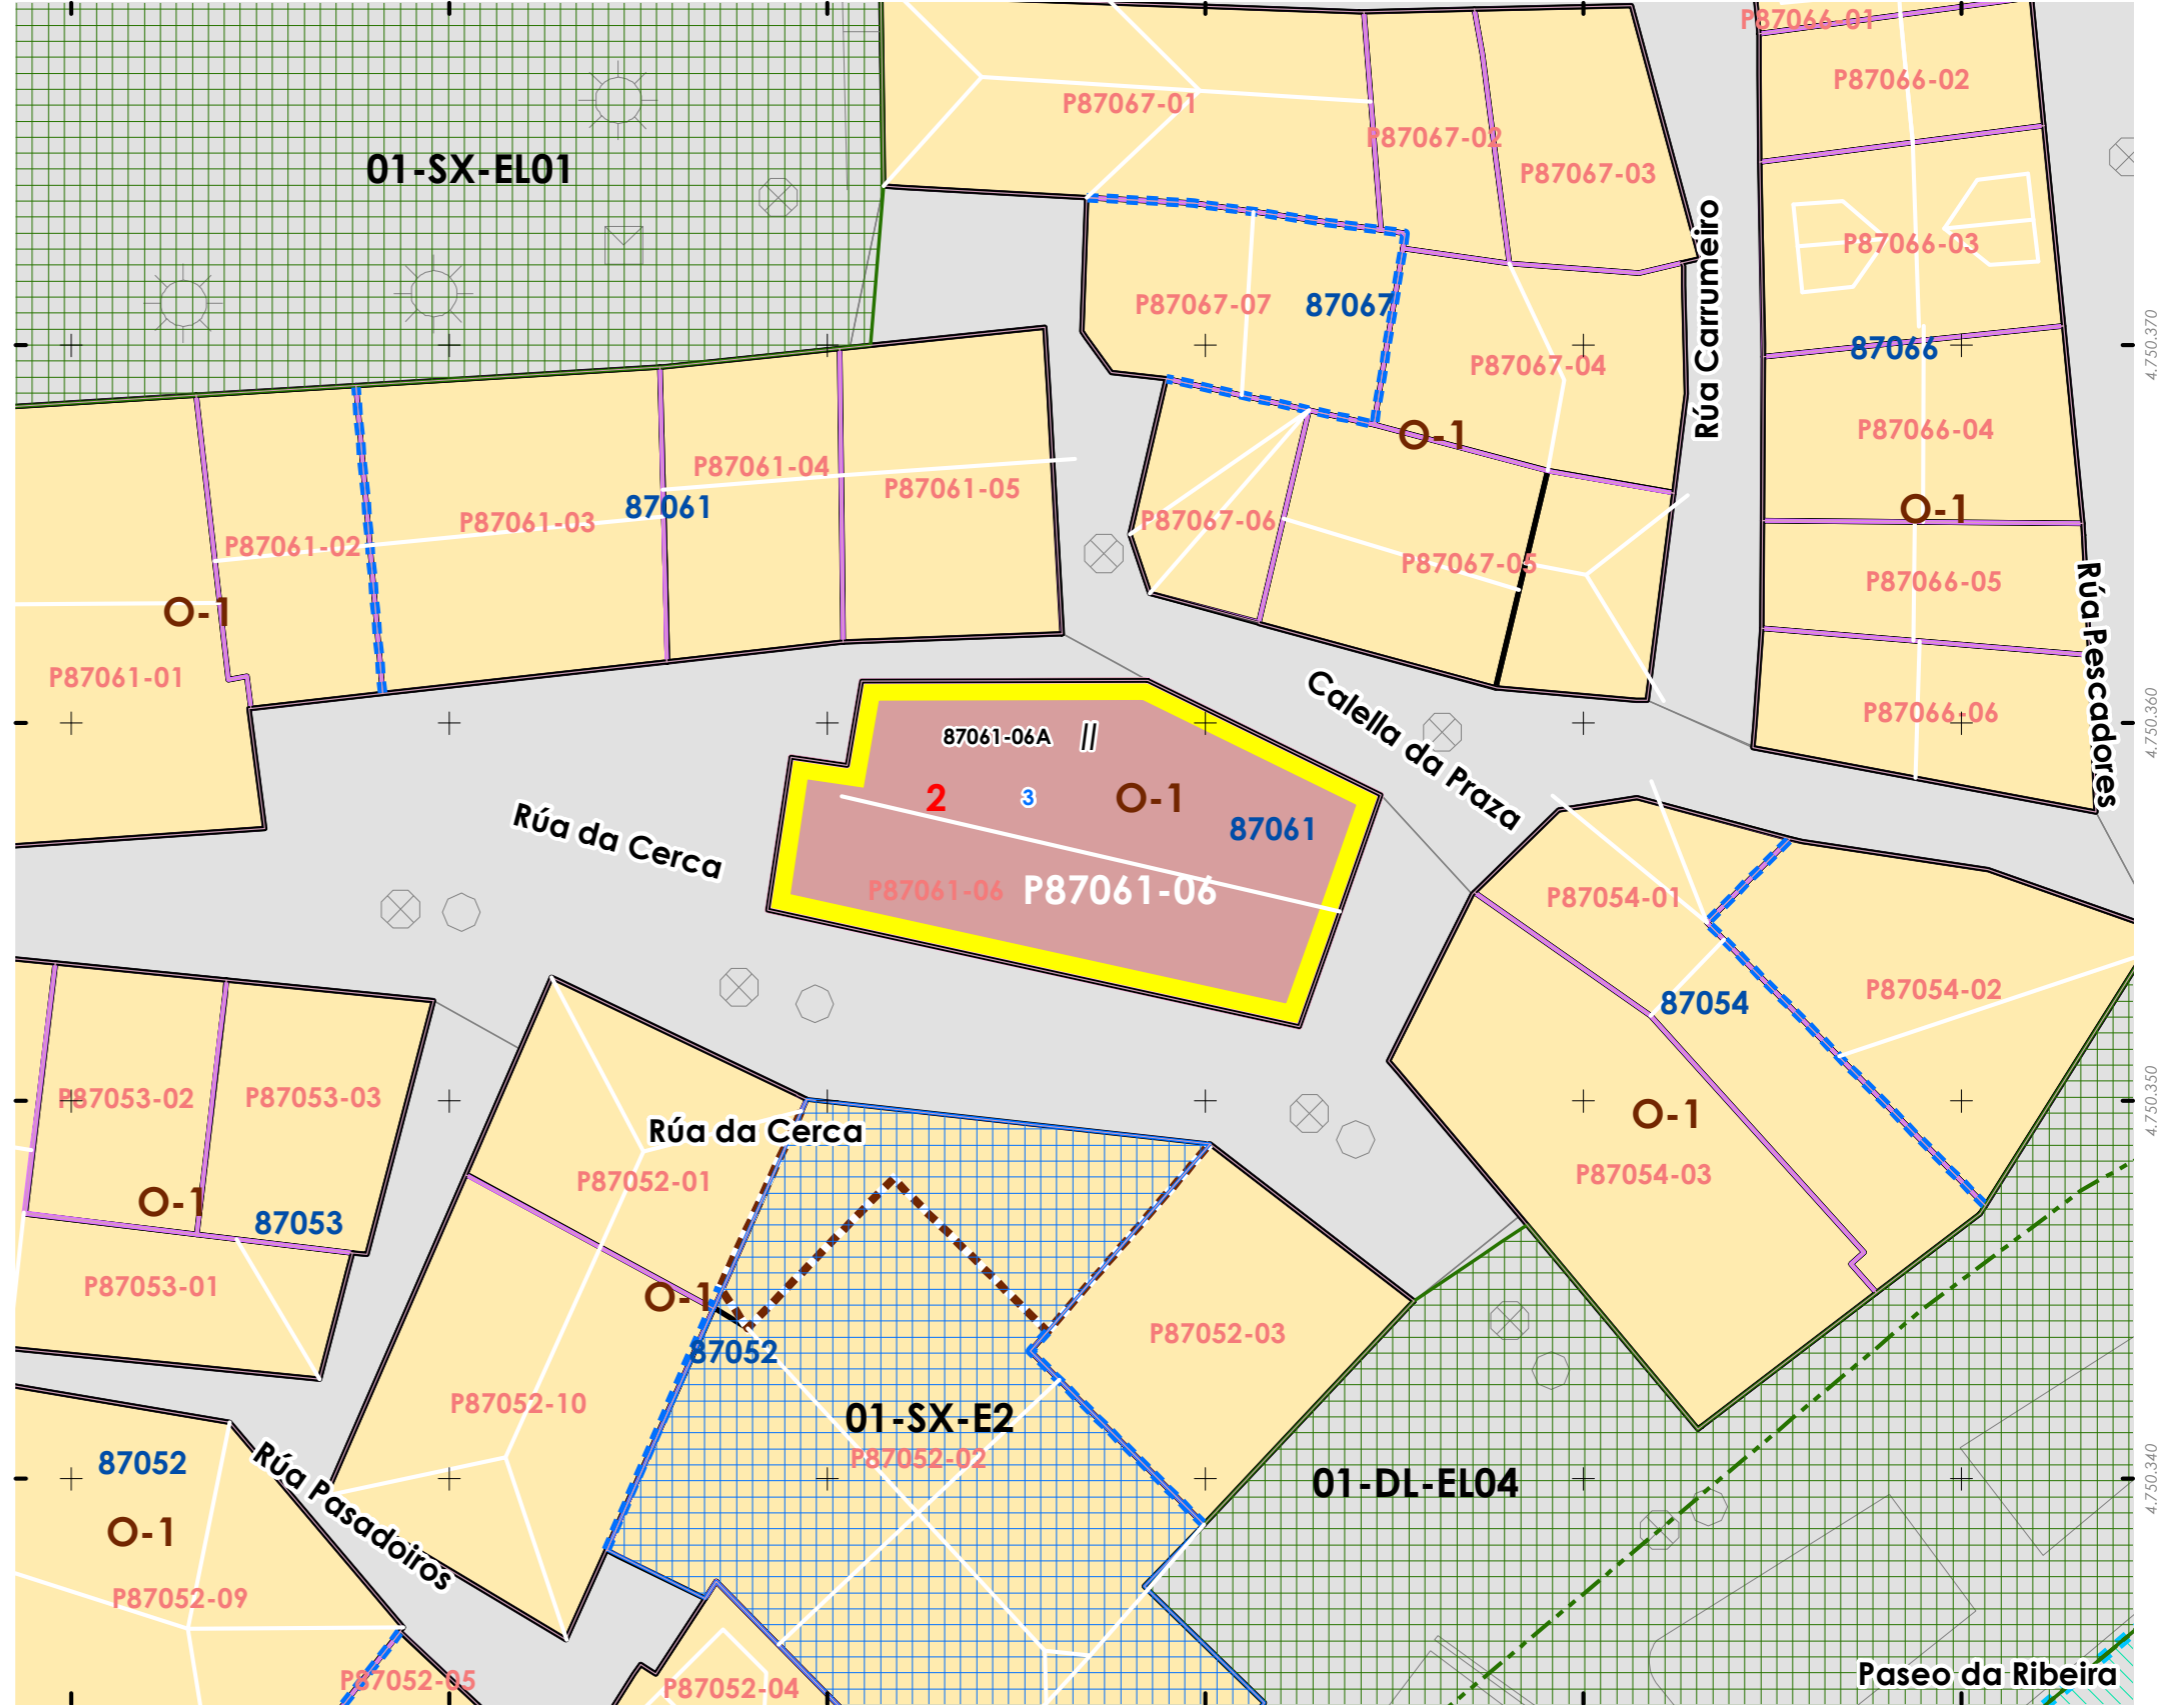 P87066-01
P87066-02
P87067-01
P87067-02
P87067-03
01-SX-EL01
Rúa Carrumeiro
P87066-03
P87067-07
87067
87066
4.750.370
P87067-04
P87066-04
O-1
P87061-04
P87061-05
87061
P87061-03
P87061-02
P87067-06
O-1
P87067-05
P87066-05
O-1
P87061-01
Rúa Pescadores
P87066-06
4.750.360
Calella da Praza
87061-06A II
2
3
O-1
87061
Rúa da Cerca
P87061-06
P87061-06
P87054-01
P87054-02
87054
P87053-02
P87053-03
4.750.350
O-1
Rúa da Cerca
P87052-01
P87054-03
O-1
87053
P87053-01
O-1
87052
P87052-03
P87052-10
01-SX-E2
P87052-02
87052
Rúa Pasadoiros
01-DL-EL04
4.750.340
O-1
P87052-09
P87052-05
P87052-04
Paseo da Ribeira